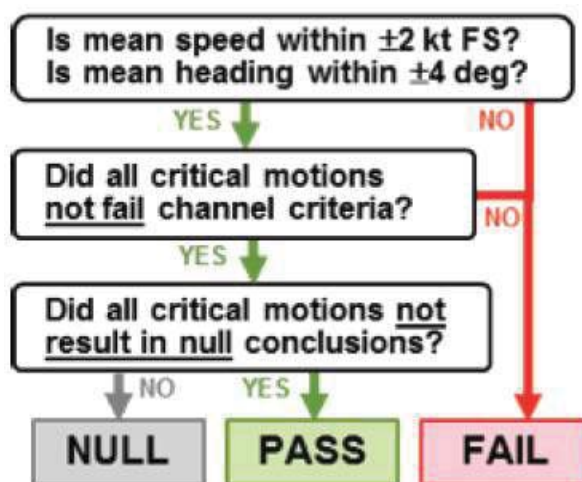 Is mean speed within ±2 kt FS?
Is mean heading within ±4 deg?
YES
NO
Did all critical motions
not fail channel criteria?
NO
YES
Did all critical motions not
result in null conclusions?
NO
YES
NULL
PASS
FAIL